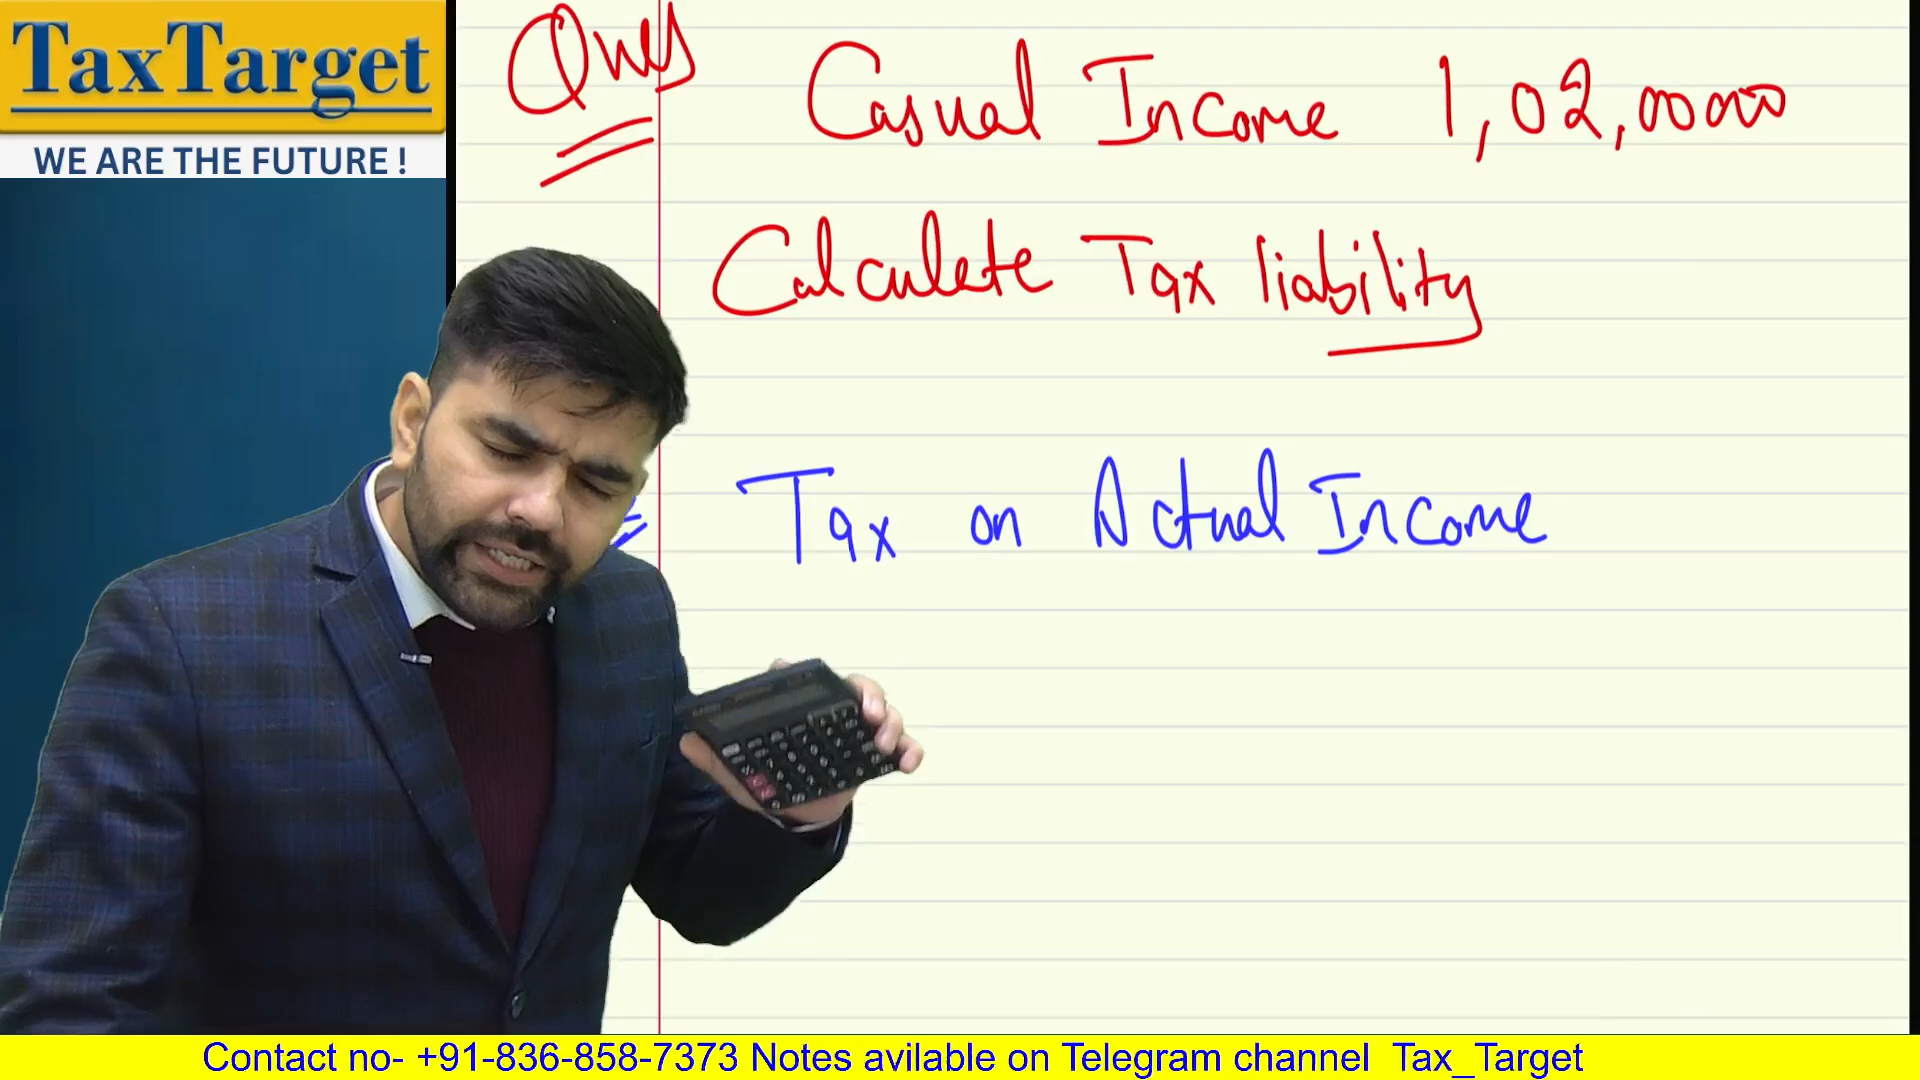 TaxTarget
WE ARE THE FUTURE !
Ques
Casual Income 1,02,00000
Calculate Tax liability
Tax on Actual Income
Contact no- +91-836-858-7373 Notes avilable on Telegram channel Tax_Target